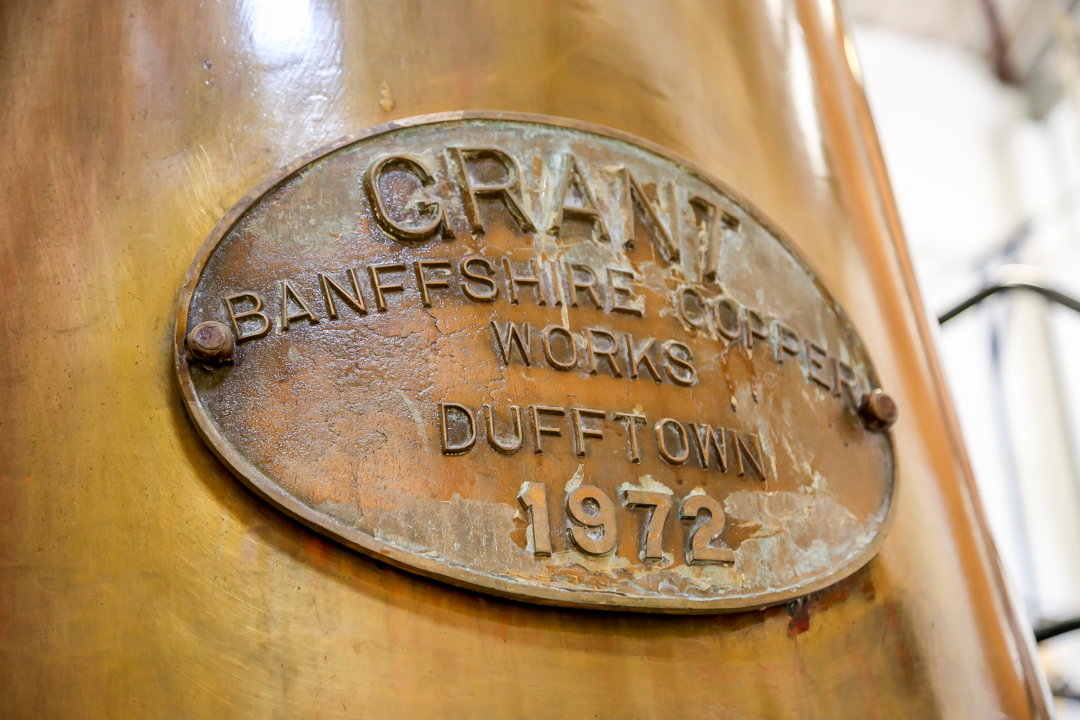 GRANT
BANFFSHIRE COPPER
WORKS
DUFFTOWN
1972